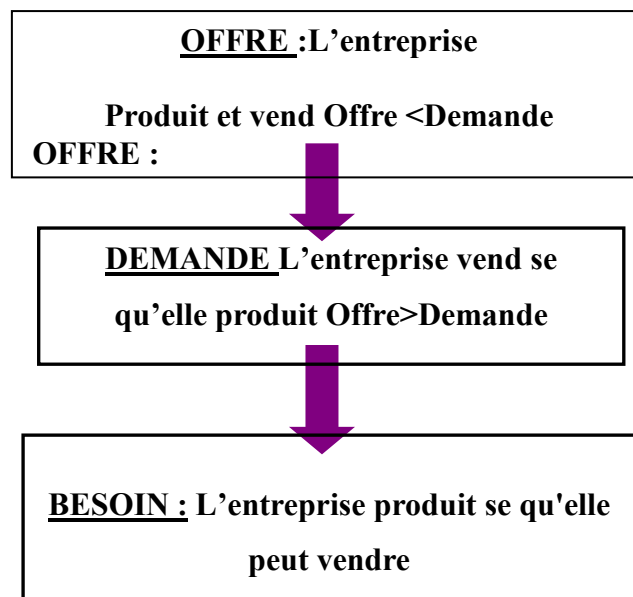 OFFRE :L'entreprise
Produit et vend Offre <Demande
OFFRE :
DEMANDE L'entreprise vend se
qu'elle produit Offre>Demande
BESOIN : L'entreprise produit se qu'elle
peut vendre